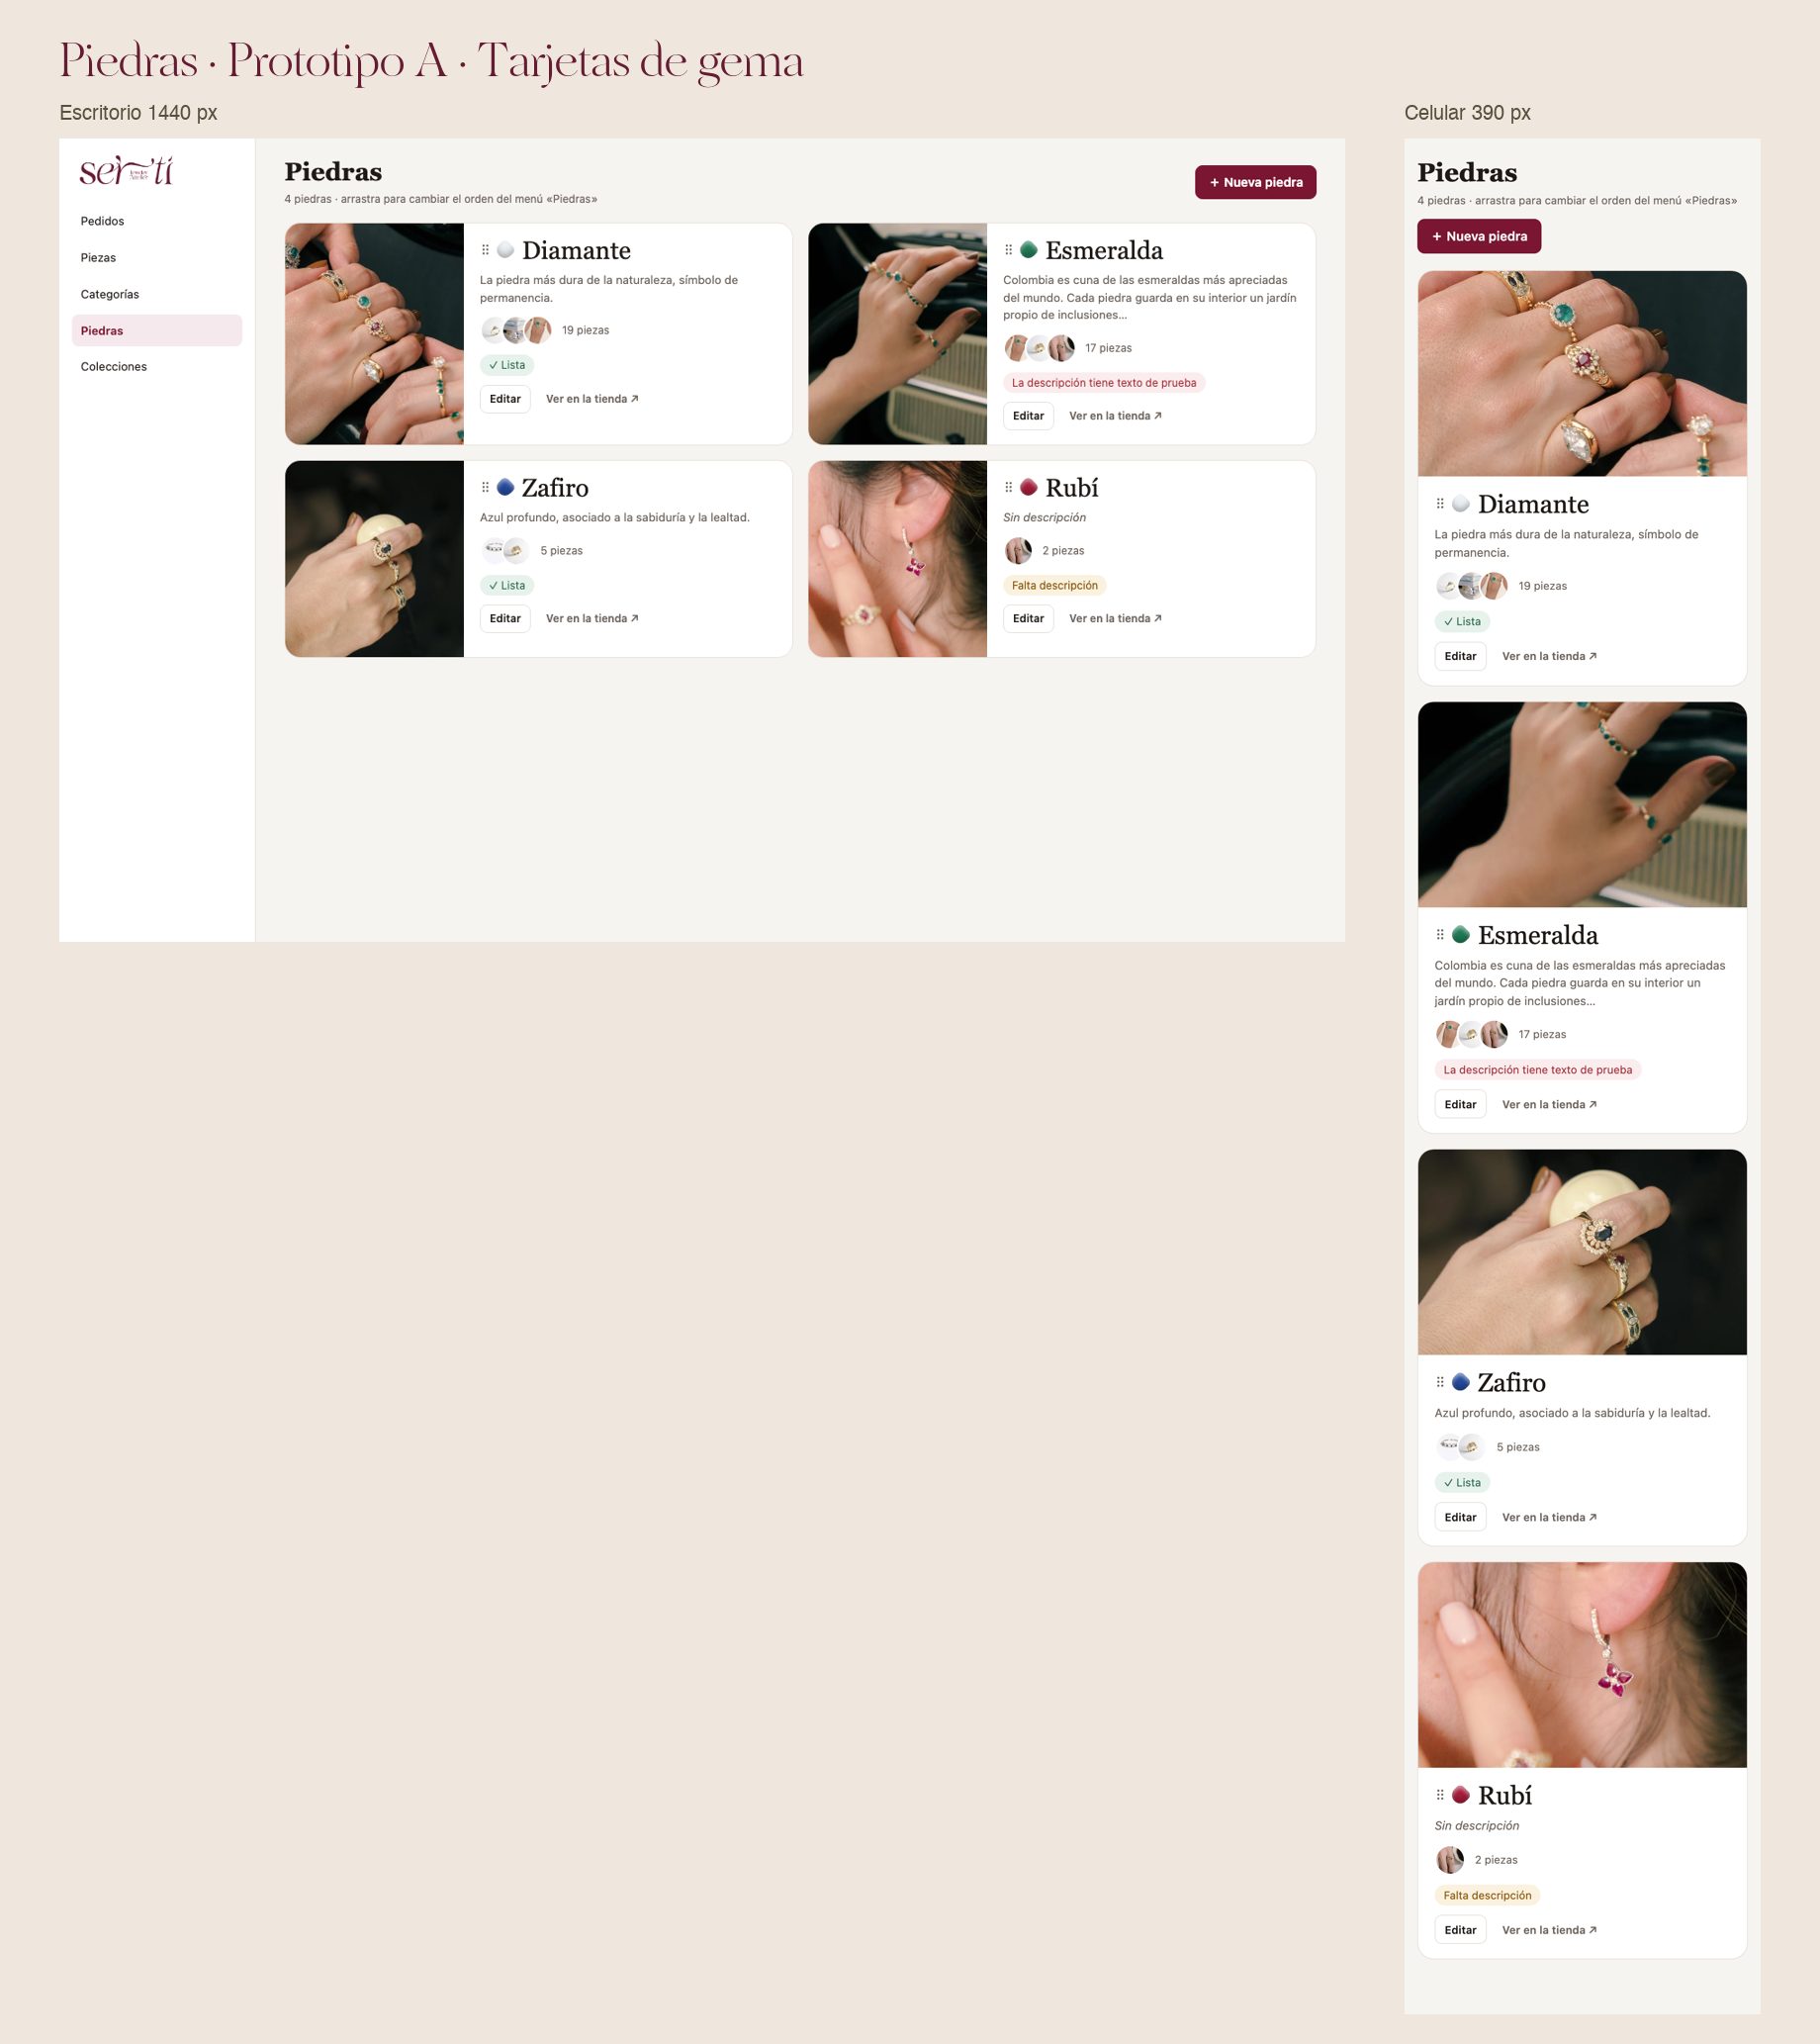 Piedras · Prototipo A · Tarjetas de gema
Escritorio 1440 px
Pedidos
Piezas
Categorías
Piedras
Colecciones
Piedras
4 piedras · arrastra para cambiar el orden del menú «Piedras»
+ Nueva piedra
Diamante
La piedra más dura de la naturaleza, símbolo de
permanencia.
19 piezas
✓ Lista
Editar Ver en la tienda ↗
Esmeralda
Colombia es cuna de las esmeraldas más apreciadas
del mundo. Cada piedra guarda en su interior un jardín
propio de inclusiones…
17 piezas
La descripción tiene texto de prueba
Editar Ver en la tienda ↗
Zafiro
Azul profundo, asociado a la sabiduría y la lealtad.
5 piezas
✓ Lista
Editar Ver en la tienda ↗
Rubí
Sin descripción
2 piezas
Falta descripción
Editar Ver en la tienda ↗
Celular 390 px
Piedras
4 piedras · arrastra para cambiar el orden del menú «Piedras»
+ Nueva piedra
Diamante
La piedra más dura de la naturaleza, símbolo de
permanencia.
19 piezas
✓ Lista
Editar Ver en la tienda ↗
Esmeralda
Colombia es cuna de las esmeraldas más apreciadas
del mundo. Cada piedra guarda en su interior un
jardín propio de inclusiones…
17 piezas
La descripción tiene texto de prueba
Editar Ver en la tienda ↗
Zafiro
Azul profundo, asociado a la sabiduría y la lealtad.
5 piezas
✓ Lista
Editar Ver en la tienda ↗
Rubí
Sin descripción
2 piezas
Falta descripción
Editar Ver en la tienda ↗